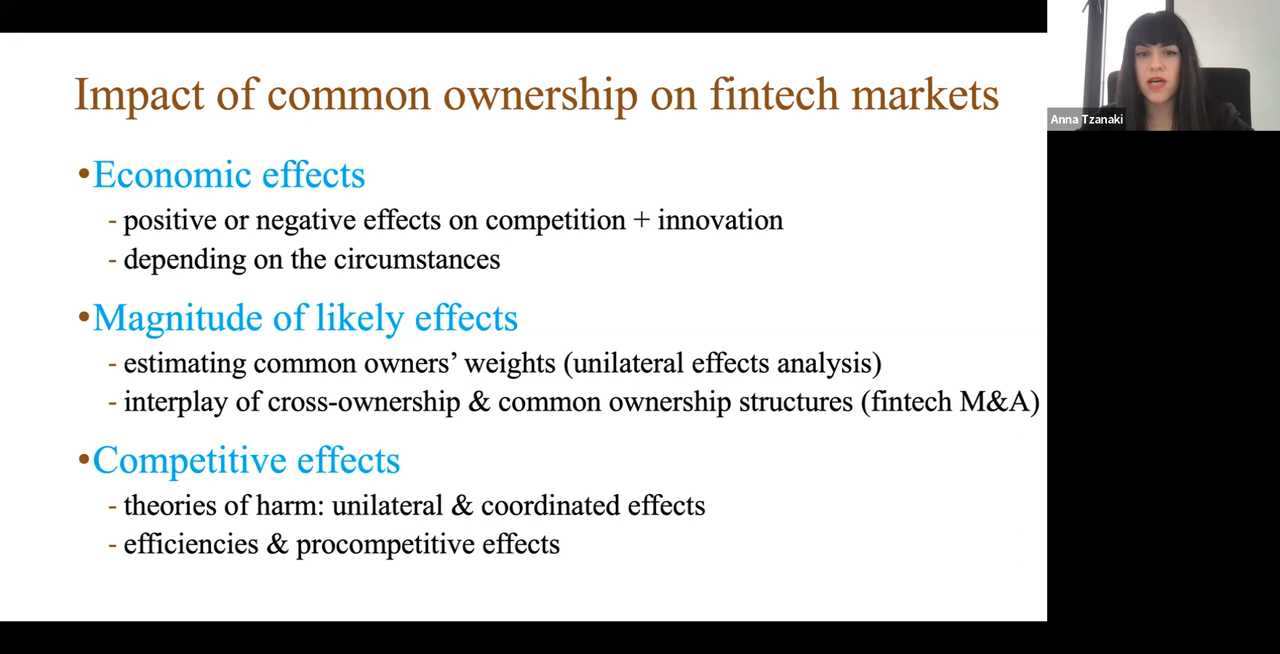 Impact of common ownership on fintech markets
•Economic effects
- positive or negative effects on competition + innovation
- depending on the circumstances
•Magnitude of likely effects
- estimating common owners’ weights (unilateral effects analysis)
- interplay of cross-ownership & common ownership structures (fintech M&A)
•Competitive effects
- theories of harm: unilateral & coordinated effects
- efficiencies & procompetitive effects
Anna Tzanaki